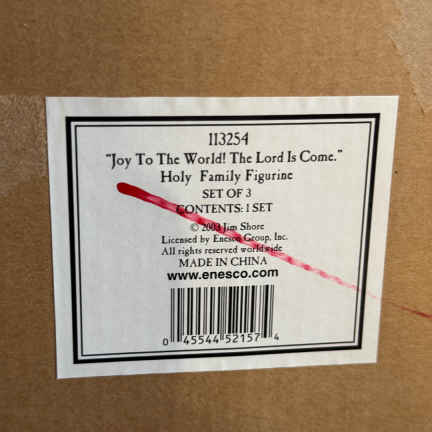 113254
"Joy To The World! The Lord Is Come."
Holy Family Figurine
SET OF 3
CONTENTS: 1 SET
© 2003 Jim Shore
Licensed by Enesco Group, Inc.
All rights reserved worldwide
MADE IN CHINA
www.enesco.com
0 45544 52157 4